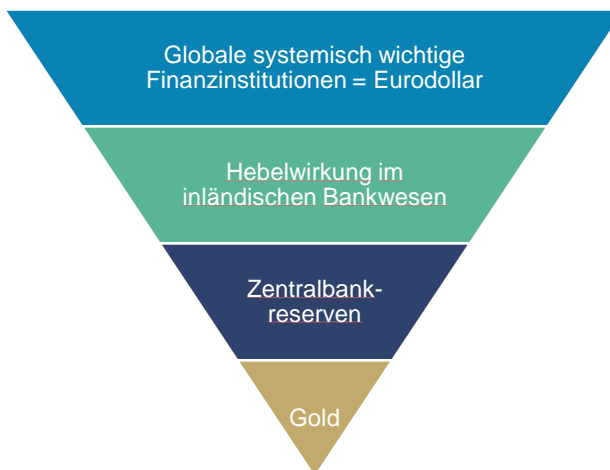 Globale systemisch wichtige
Finanzinstitutionen = Eurodollar
Hebelwirkung im
inländischen Bankwesen
Zentralbank-
reserven
Gold